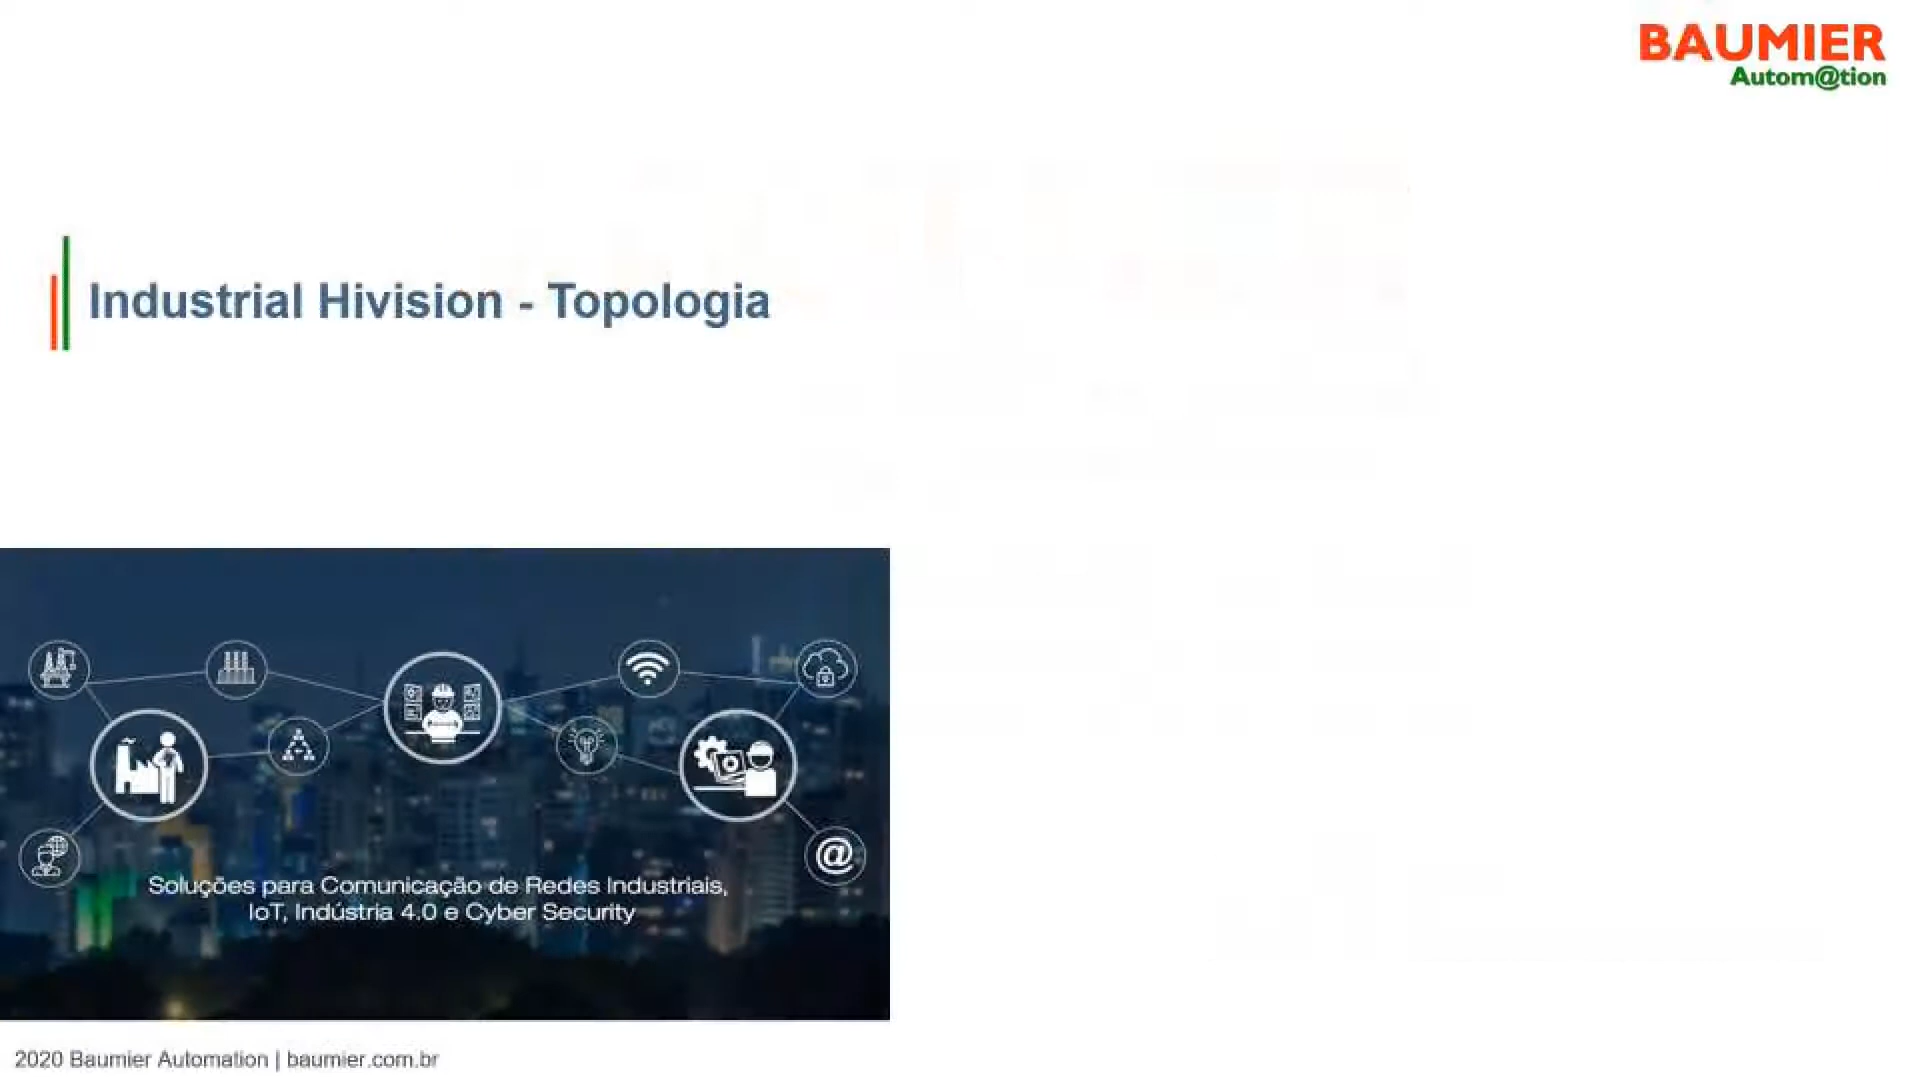 BAUMIER
Autom@tion
Industrial Hivision - Topologia
@
Soluções para Comunicação de Redes Industriais,
IoT, Indústria 4.0 e Cyber Security
2020 Baumier Automation | baumier.com.br